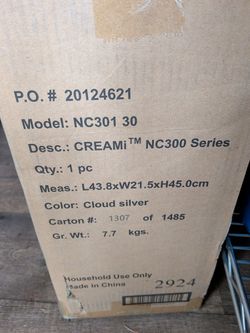 P.O. # 20124621
Model: NC301 30
Desc.: CREAMi™ NC300 Series
Qty.: 1 pc
Meas.: L43.8xW21.5xH45.0cm
Color: Cloud silver
Carton #: 1307 of 1485
Gr. Wt.: 7.7 kgs.
Household Use Only
Made in China
2924